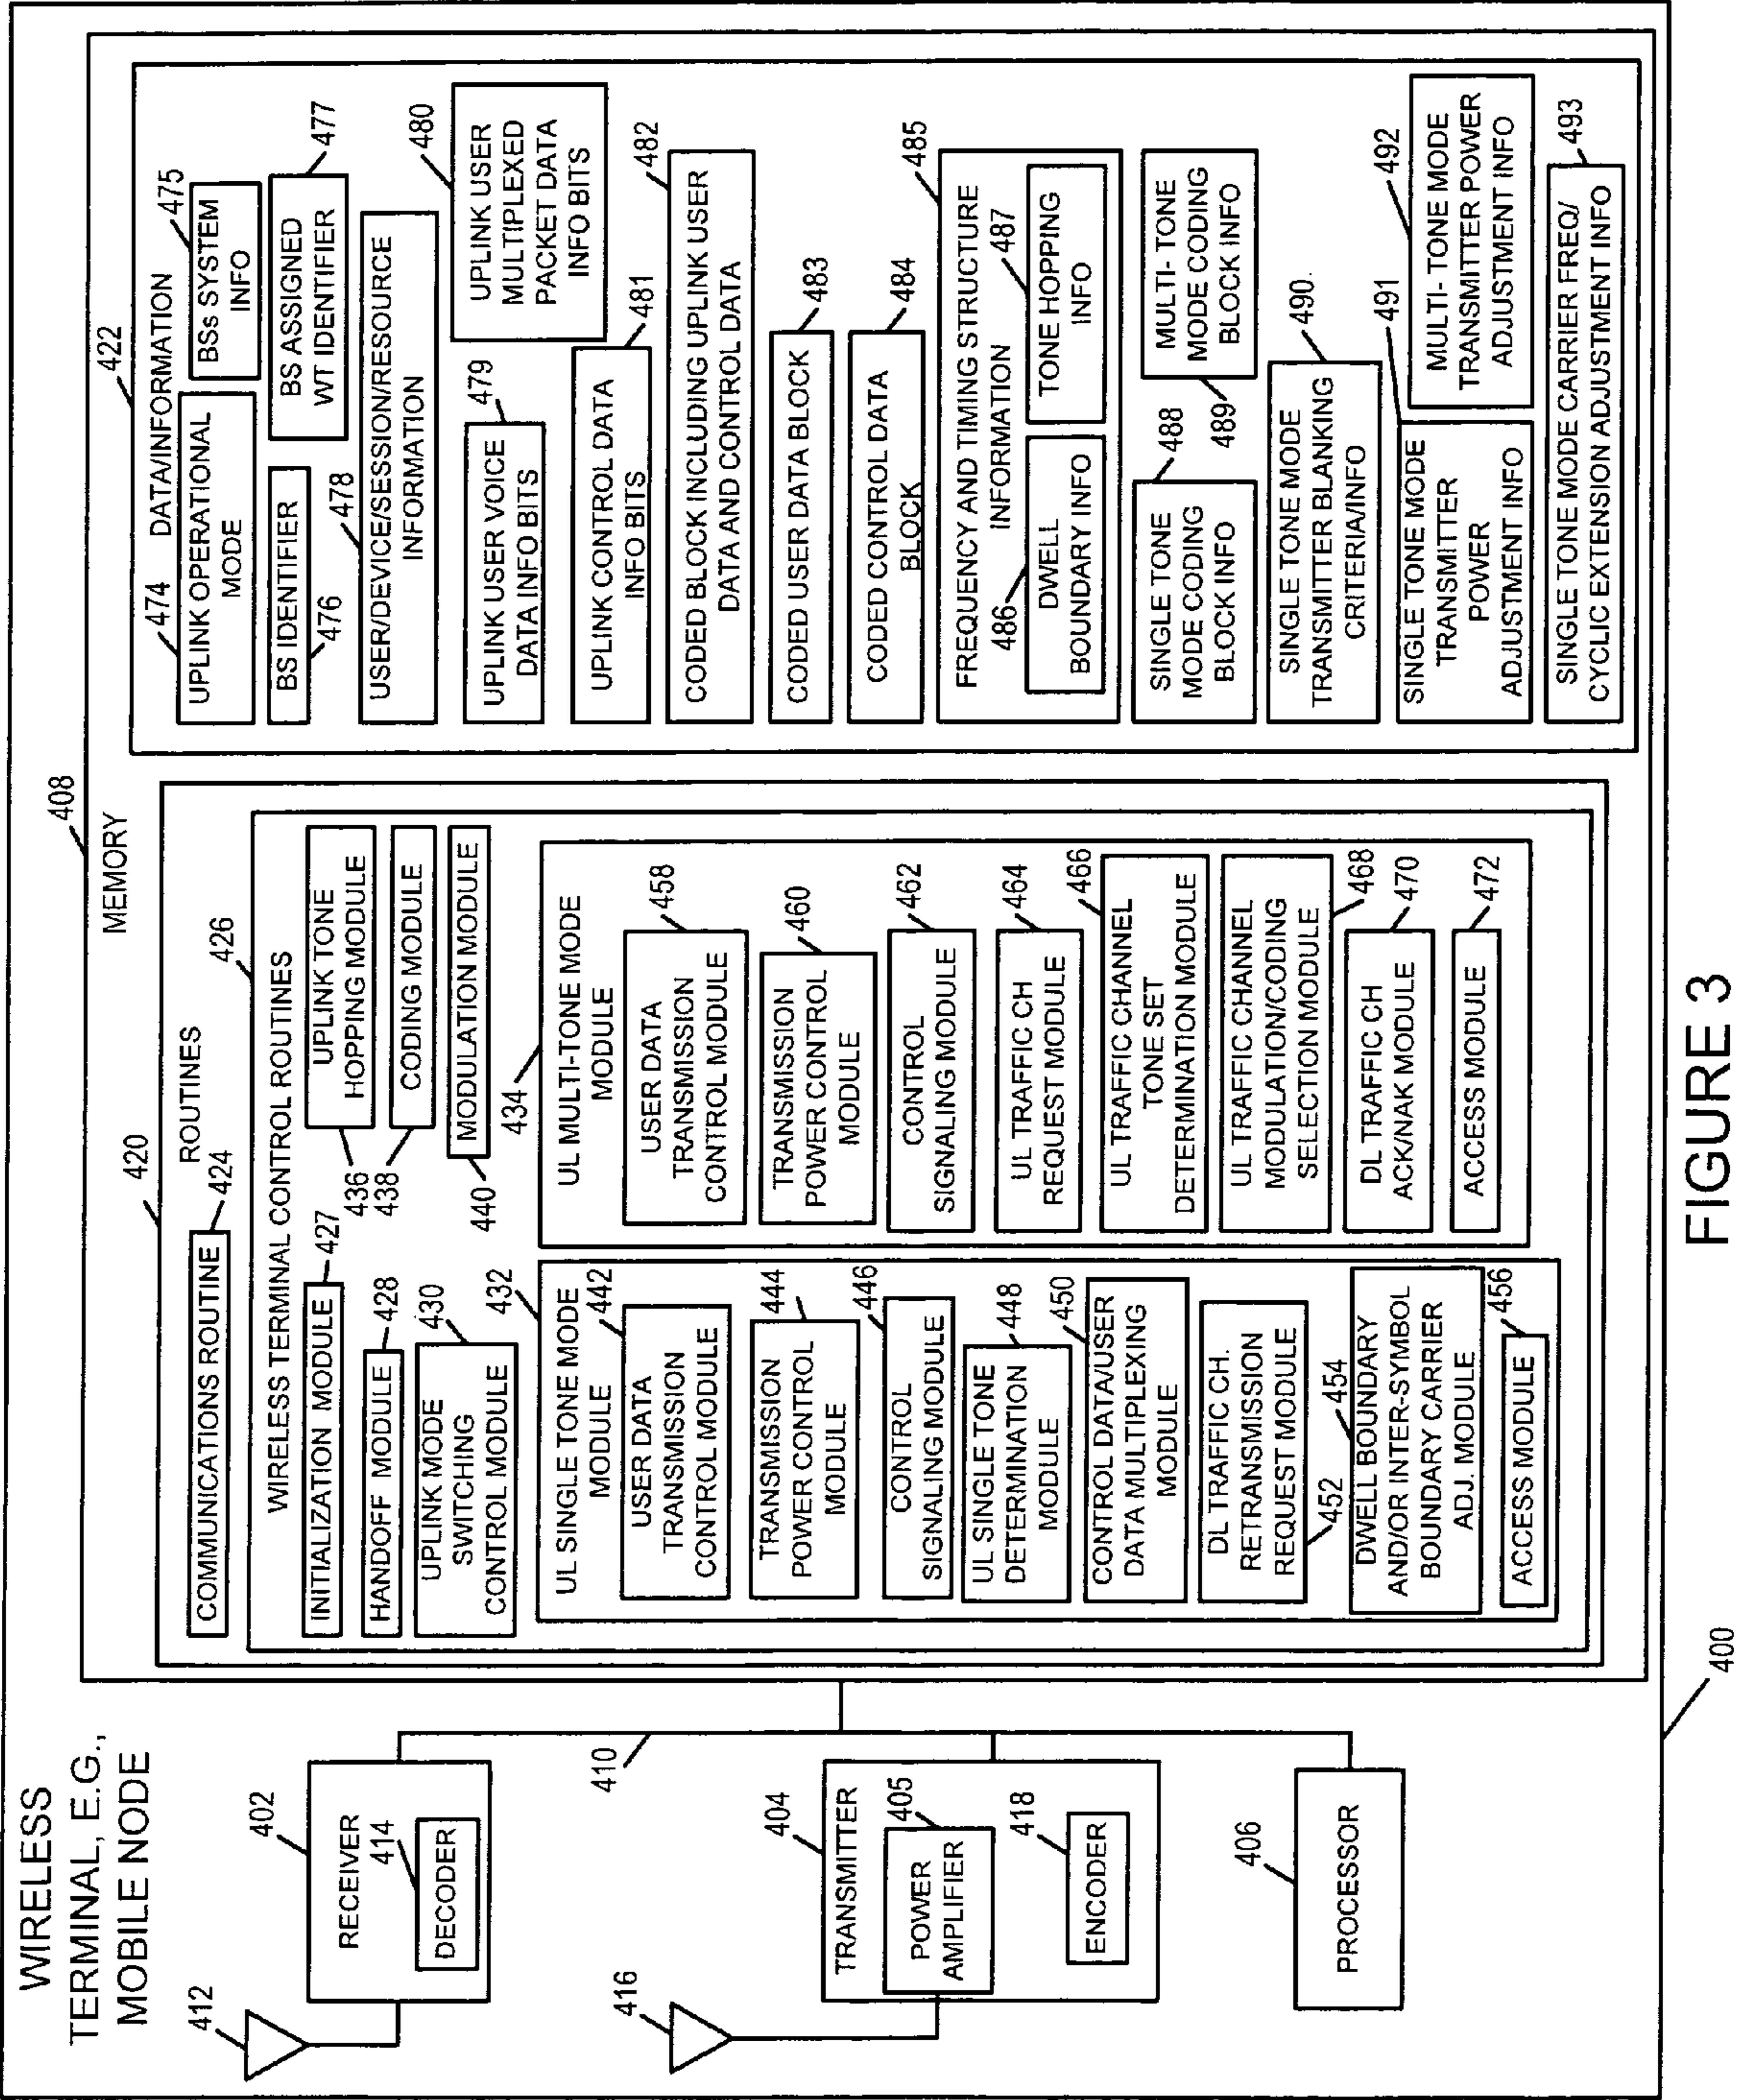 WIRELESS
TERMINAL, E.G.,
MOBILE NODE
412
402
RECEIVER
414
DECODER
410
416
404
TRANSMITTER
405
POWER
AMPLIFIER
418
ENCODER
406
PROCESSOR
400
408
MEMORY
420
ROUTINES
COMMUNICATIONS ROUTINE
424
426
WIRELESS TERMINAL CONTROL ROUTINES
INITIALIZATION MODULE
427
HANDOFF MODULE
428
UPLINK MODE
SWITCHING
CONTROL MODULE
430
UPLINK TONE
HOPPING MODULE
436
CODING MODULE
438
MODULATION MODULE
440
432
UL SINGLE TONE MODE
MODULE
442
USER DATA
TRANSMISSION
CONTROL MODULE
444
TRANSMISSION
POWER CONTROL
MODULE
446
CONTROL
SIGNALING MODULE
448
UL SINGLE TONE
DETERMINATION
MODULE
450
CONTROL DATA/USER
DATA MULTIPLEXING
MODULE
DL TRAFFIC CH.
RETRANSMISSION
REQUEST MODULE
452
454
DWELL BOUNDARY
AND/OR INTER-SYMBOL
BOUNDARY CARRIER
ADJ. MODULE
456
ACCESS MODULE
434
UL MULTI-TONE MODE
MODULE
458
USER DATA
TRANSMISSION
CONTROL MODULE
460
TRANSMISSION
POWER CONTROL
MODULE
462
CONTROL
SIGNALING MODULE
464
UL TRAFFIC CH
REQUEST MODULE
466
UL TRAFFIC CHANNEL
TONE SET
DETERMINATION MODULE
UL TRAFFIC CHANNEL
MODULATION/CODING
SELECTION MODULE
468
DL TRAFFIC CH
ACK/NAK MODULE
470
ACCESS MODULE
472
422
DATA/INFORMATION
474
UPLINK OPERATIONAL
MODE
475
BSs SYSTEM
INFO
BS IDENTIFIER
476
BS ASSIGNED
WT IDENTIFIER
477
478
USER/DEVICE/SESSION/RESOURCE
INFORMATION
UPLINK USER VOICE
DATA INFO BITS
479
480
UPLINK USER
MULTIPLEXED
PACKET DATA
INFO BITS
UPLINK CONTROL DATA
INFO BITS
481
482
CODED BLOCK INCLUDING UPLINK USER
DATA AND CONTROL DATA
CODED USER DATA BLOCK
483
CODED CONTROL DATA
BLOCK
484
485
FREQUENCY AND TIMING STRUCTURE
INFORMATION
486
DWELL
BOUNDARY INFO
487
TONE HOPPING
INFO
SINGLE TONE
MODE CODING
BLOCK INFO
488
MULTI- TONE
MODE CODING
BLOCK INFO
489
SINGLE TONE MODE
TRANSMITTER BLANKING
CRITERIA/INFO
490
491
SINGLE TONE MODE
TRANSMITTER
POWER
ADJUSTMENT INFO
492
MULTI- TONE MODE
TRANSMITTER POWER
ADJUSTMENT INFO
SINGLE TONE MODE CARRIER FREQ/
CYCLIC EXTENSION ADJUSTMENT INFO
493
FIGURE 3